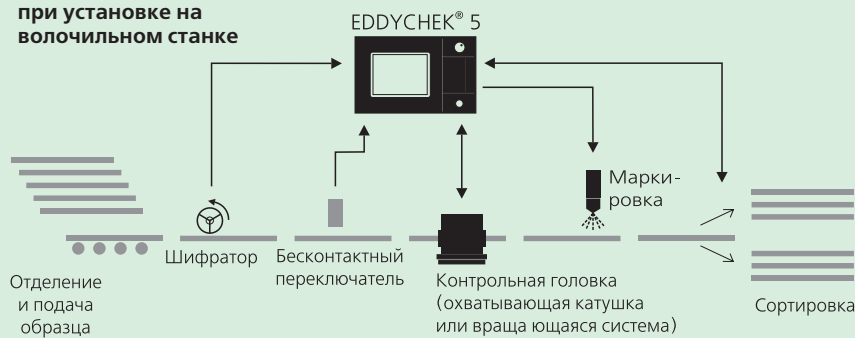 при установке на
волочильном станке
EDDYCHEK® 5
Марки-
ровка
Шифратор
Бесконтактный
переключатель
Отделение
и подача
образца
Контрольная головка
(охватывающая катушка
или враща ющаяся система)
Сортировка